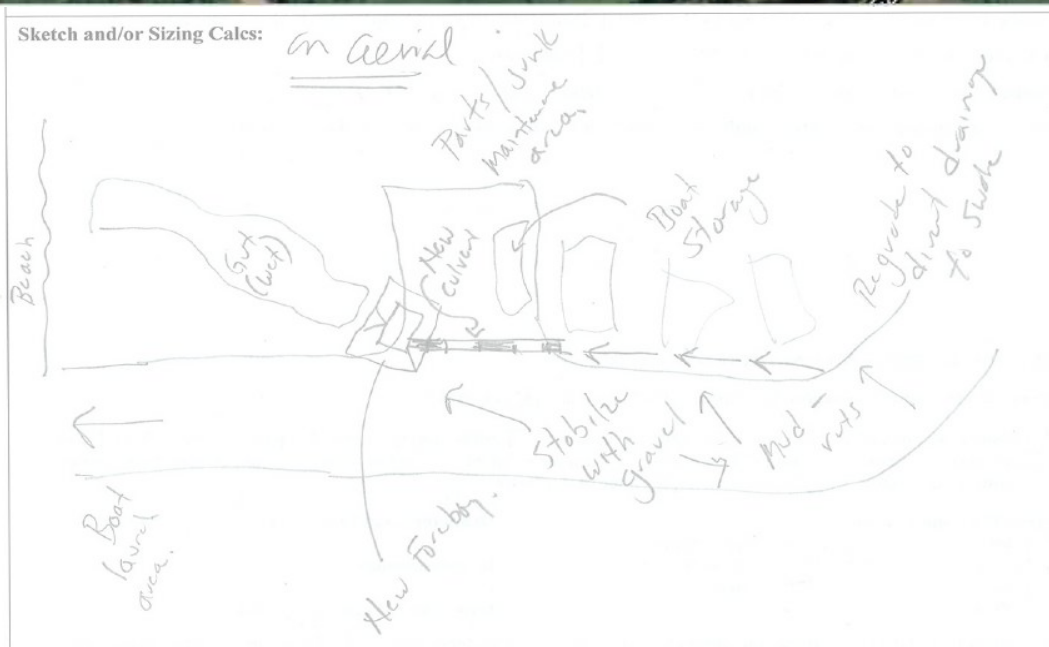 Sketch and/or Sizing Calcs:
on aerial
Parts/Junk
maintenance
area.
Boat
Storage
Regrade to
divert drainage
to swale
Beach
Gut
(wet)
New
culvert
Stabilize
with
gravel
Mud-
ruts
Boat
launch
area.
New Forebay.